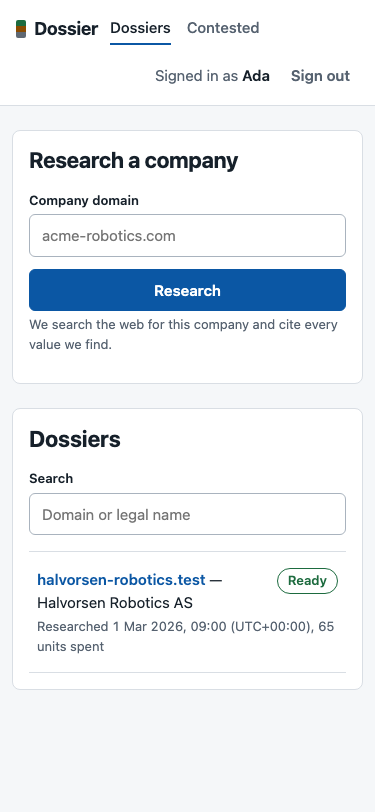 Dossier Dossiers Contested
Signed in as Ada Sign out
Research a company
Company domain
acme-robotics.com
Research
We search the web for this company and cite every
value we find.
Dossiers
Search
Domain or legal name
halvorsen-robotics.test — Ready
Halvorsen Robotics AS
Researched 1 Mar 2026, 09:00 (UTC+00:00), 65
units spent